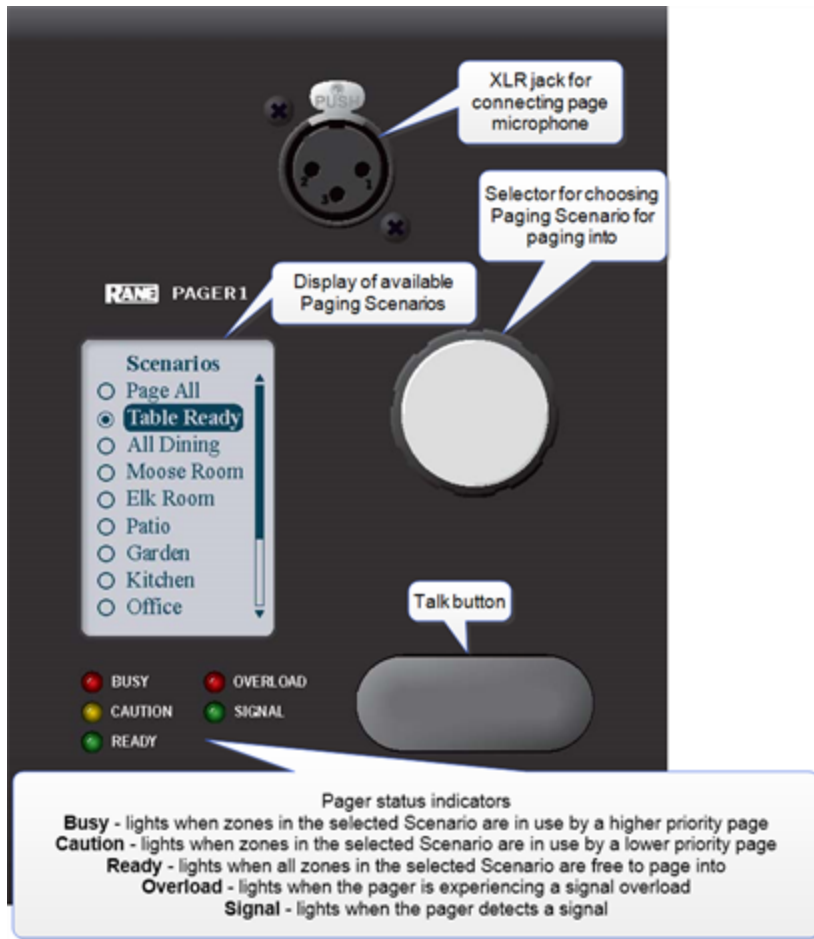 PUSH
2
1
3
XLR jack for
connecting page
microphone
Selector for choosing
Paging Scenario for
paging into
RANE PAGER1
Display of available
Paging Scenarios
Scenarios
Page All
Table Ready
All Dining
Moose Room
Elk Room
Patio
Garden
Kitchen
Office
Talk button
BUSY
OVERLOAD
CAUTION
SIGNAL
READY
Pager status indicators
Busy - lights when zones in the selected Scenario are in use by a higher priority page
Caution - lights when zones in the selected Scenario are in use by a lower priority page
Ready - lights when all zones in the selected Scenario are free to page into
Overload - lights when the pager is experiencing a signal overload
Signal - lights when the pager detects a signal